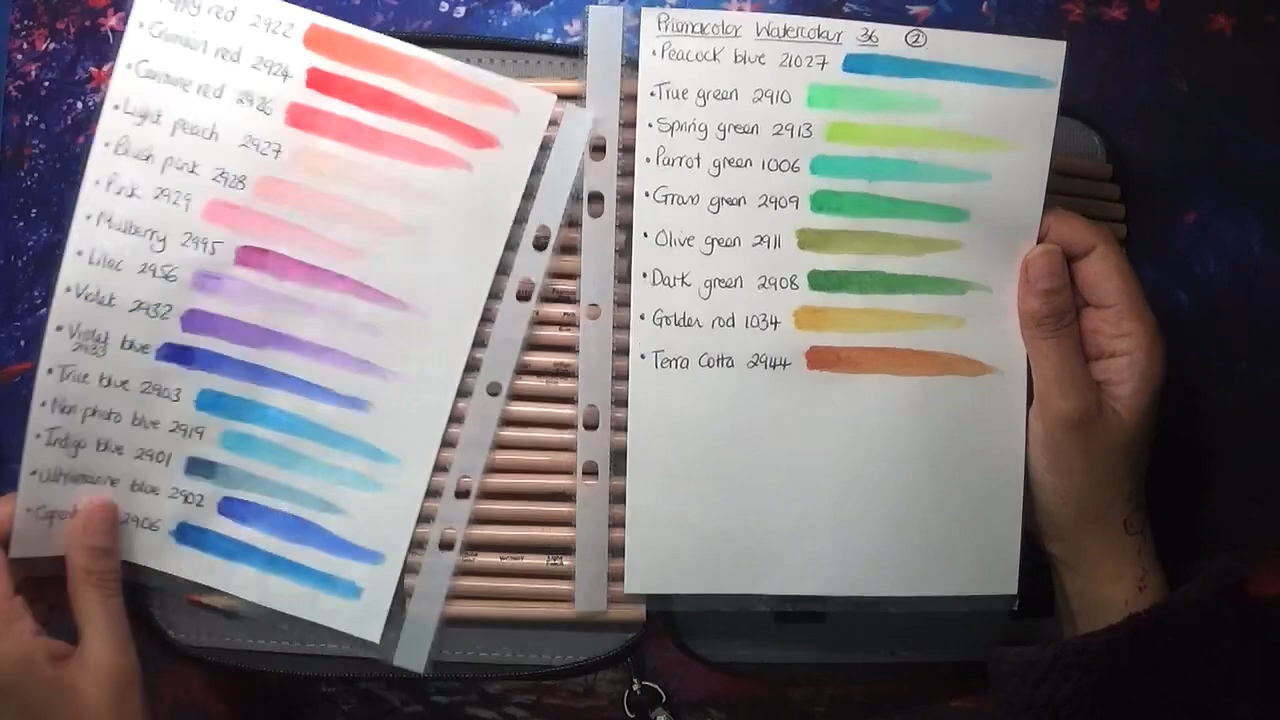 Poppy red 2922
• Crimson red 2924
• Carmine red 2926
• Light peach 2927
• Blush pink 2928
• Pink 2929
• Mulberry 2995
• Lilac 2956
• Violet 2932
• Violet blue
2933
• True blue 2903
• Non-photo blue 2919
• Indigo blue 2901
• Ultramarine blue 2902
2906
Prismacolor Watercolour 36 ②
• Peacock blue 21027
• True green 2910
• Spring green 2913
• Parrot green 1006
• Grass green 2909
• Olive green 2911
• Dark green 2908
• Golden rod 1034
• Terra Cotta 2944